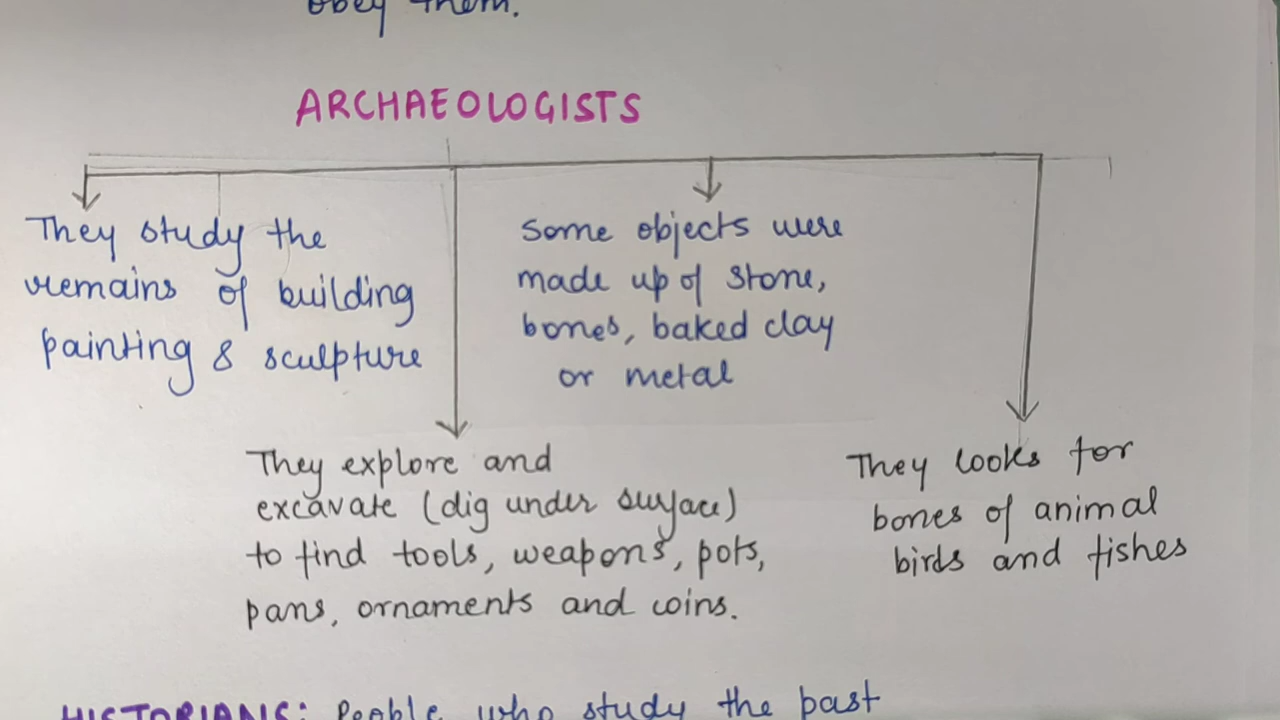 obey them.
ARCHAEOLOGISTS
They study the
remains of building
painting & sculpture
Some objects were
made up of stone,
bones, baked clay
or metal
They explore and
excavate (dig under surface)
to find tools, weapons, pots,
pans, ornaments and coins.
They looks for
bones of animal
birds and fishes
HISTORIANS: People who study the past